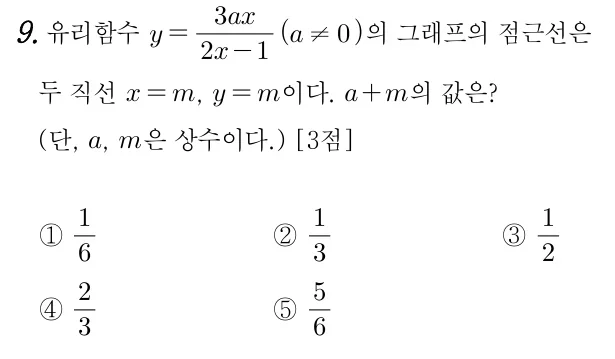 9. 유리함수 y = 3ax/(2x-1) (a ≠ 0)의 그래프의 점근선은
두 직선 x = m, y = m이다. a+m의 값은?
(단, a, m은 상수이다.) [3점]
① 1/6 ② 1/3 ③ 1/2
④ 2/3 ⑤ 5/6